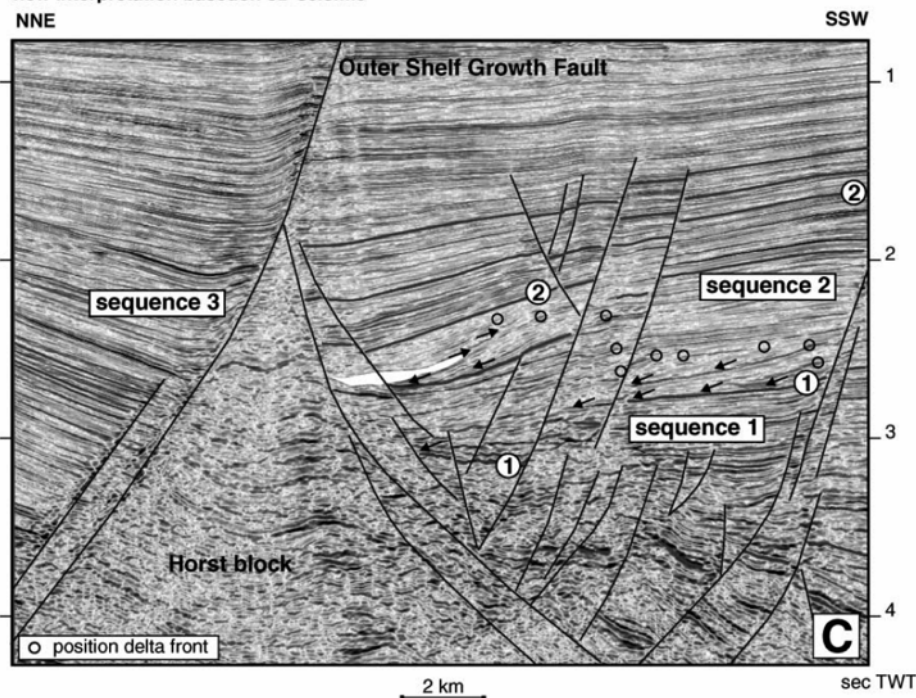 NNE
SSW
Outer Shelf Growth Fault
1
2
2
sequence 3
sequence 2
2
1
sequence 1
3
1
Horst block
4
C
position delta front
2 km
sec TWT